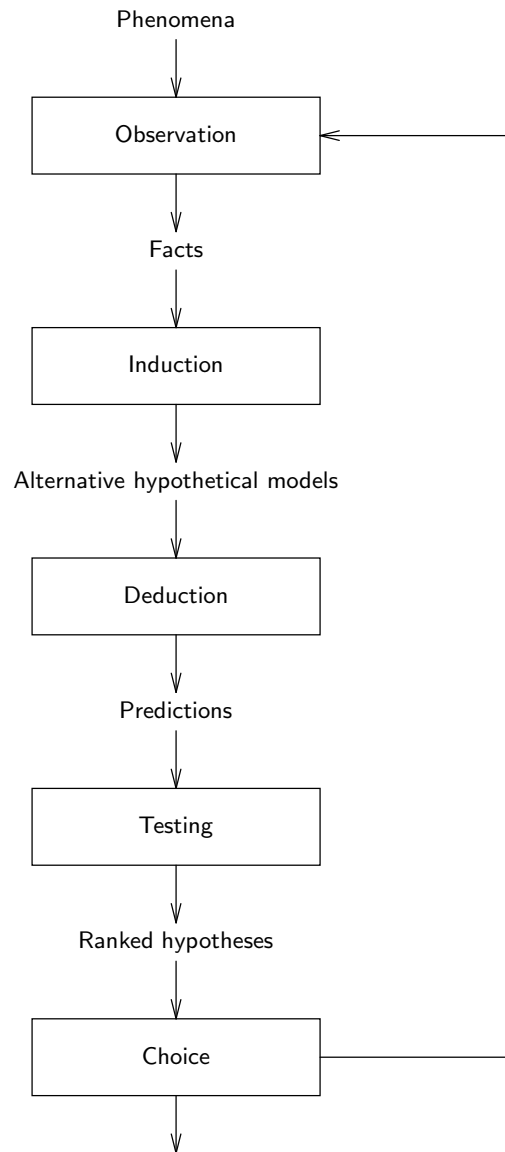 Phenomena
Observation
Facts
Induction
Alternative hypothetical models
Deduction
Predictions
Testing
Ranked hypotheses
Choice